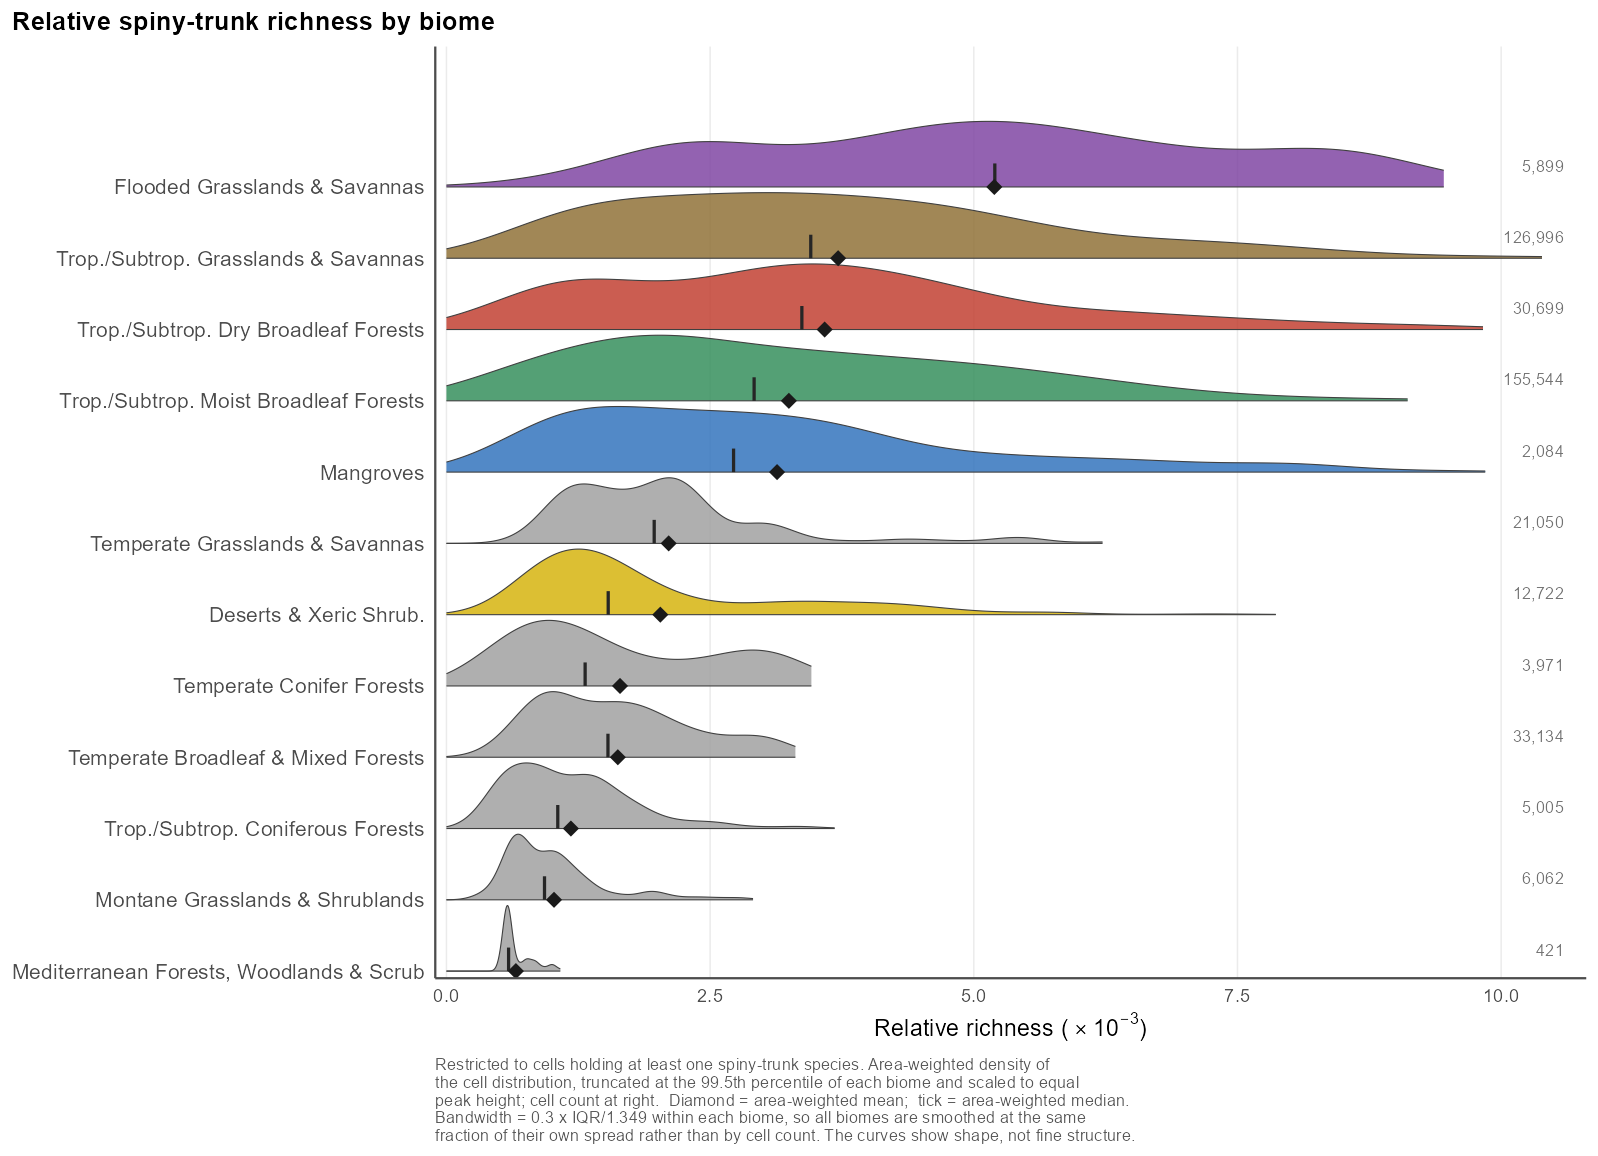 Relative spiny-trunk richness by biome
Flooded Grasslands & Savannas 5,899
Trop./Subtrop. Grasslands & Savannas 126,996
Trop./Subtrop. Dry Broadleaf Forests 30,699
Trop./Subtrop. Moist Broadleaf Forests 155,544
Mangroves 2,084
Temperate Grasslands & Savannas 21,050
Deserts & Xeric Shrub. 12,722
Temperate Conifer Forests 3,971
Temperate Broadleaf & Mixed Forests 33,134
Trop./Subtrop. Coniferous Forests 5,005
Montane Grasslands & Shrublands 6,062
Mediterranean Forests, Woodlands & Scrub 421
0.0 2.5 5.0 7.5 10.0
Relative richness ( × 10⁻³)
Restricted to cells holding at least one spiny-trunk species. Area-weighted density of
the cell distribution, truncated at the 99.5th percentile of each biome and scaled to equal
peak height; cell count at right.  Diamond = area-weighted mean;  tick = area-weighted median.
Bandwidth = 0.3 x IQR/1.349 within each biome, so all biomes are smoothed at the same
fraction of their own spread rather than by cell count. The curves show shape, not fine structure.